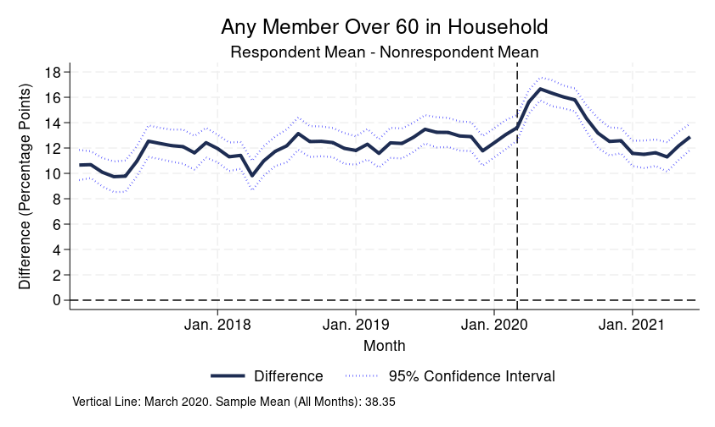 Any Member Over 60 in Household
Respondent Mean - Nonrespondent Mean
Difference (Percentage Points)
18
16
14
12
10
8
6
4
2
0
Jan. 2018
Jan. 2019
Jan. 2020
Jan. 2021
Month
Difference
95% Confidence Interval
Vertical Line: March 2020. Sample Mean (All Months): 38.35